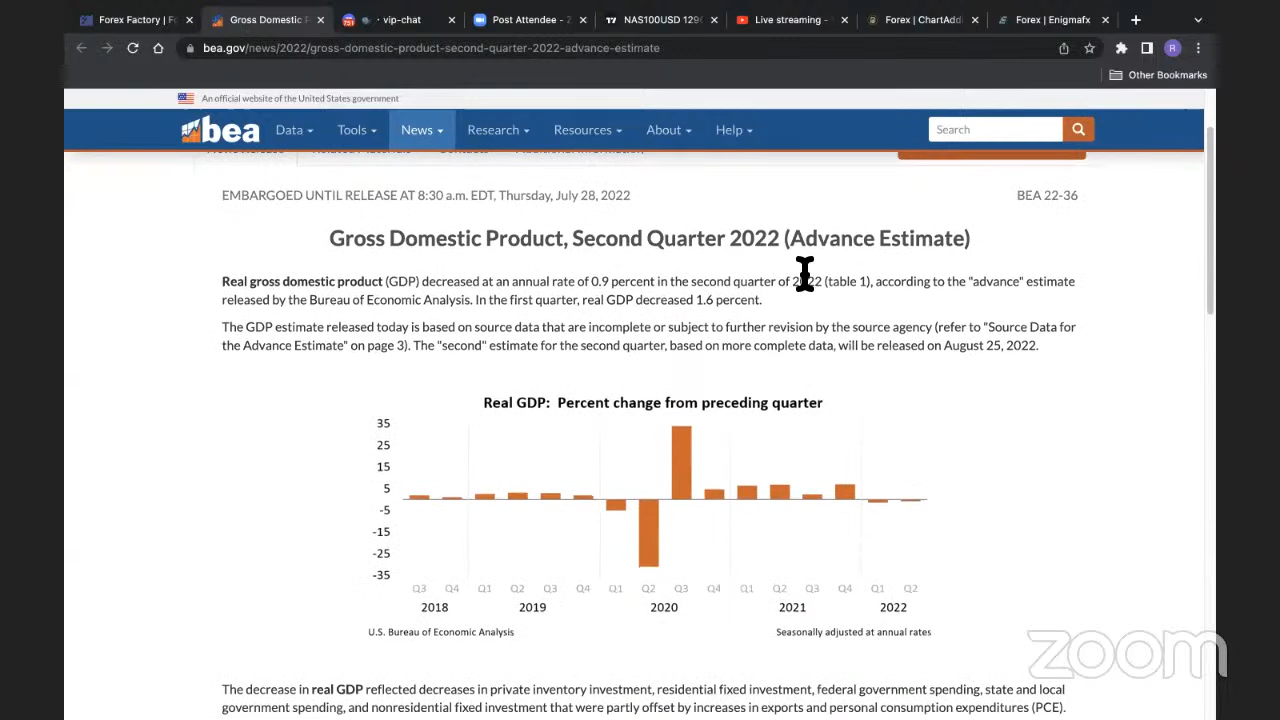 Forex Factory | Fo
Gross Domestic P
vip-chat
Post Attendee - Z
NAS100USD 129
Live streaming -
Forex | ChartAdd
Forex | Enigmafx
bea.gov/news/2022/gross-domestic-product-second-quarter-2022-advance-estimate
R
Other Bookmarks
An official website of the United States government
bea
Data
Tools
News
Research
Resources
About
Help
Search
EMBARGOED UNTIL RELEASE AT 8:30 a.m. EDT, Thursday, July 28, 2022
BEA 22-36
Gross Domestic Product, Second Quarter 2022 (Advance Estimate)
Real gross domestic product (GDP) decreased at an annual rate of 0.9 percent in the second quarter of 2022 (table 1), according to the "advance" estimate
released by the Bureau of Economic Analysis. In the first quarter, real GDP decreased 1.6 percent.
The GDP estimate released today is based on source data that are incomplete or subject to further revision by the source agency (refer to "Source Data for
the Advance Estimate" on page 3). The "second" estimate for the second quarter, based on more complete data, will be released on August 25, 2022.
Real GDP: Percent change from preceding quarter
35
25
15
5
-5
-15
-25
-35
Q3 Q4 Q1 Q2 Q3 Q4 Q1 Q2 Q3 Q4 Q1 Q2 Q3 Q4 Q1 Q2
2018 2019 2020 2021 2022
U.S. Bureau of Economic Analysis
Seasonally adjusted at annual rates
zoom
The decrease in real GDP reflected decreases in private inventory investment, residential fixed investment, federal government spending, state and local
government spending, and nonresidential fixed investment that were partly offset by increases in exports and personal consumption expenditures (PCE).